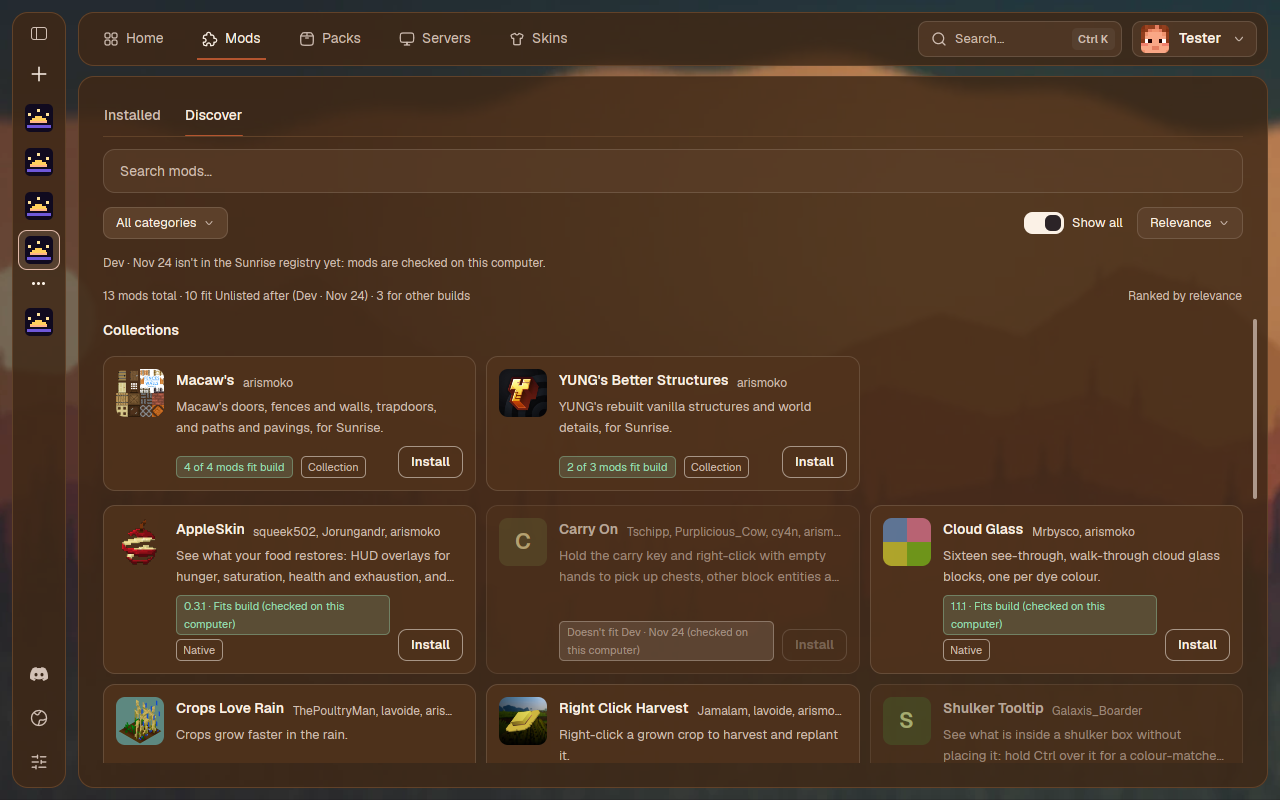 Home
Mods
Packs
Servers
Skins
Search...
Ctrl K
Tester
Installed
Discover
Search mods...
All categories
Show all
Relevance
Dev · Nov 24 isn't in the Sunrise registry yet: mods are checked on this computer.
13 mods total · 10 fit Unlisted after (Dev · Nov 24) · 3 for other builds
Ranked by relevance
Collections
Macaw's arismoko
Macaw's doors, fences and walls, trapdoors,
and paths and pavings, for Sunrise.
4 of 4 mods fit build
Collection
Install
YUNG's Better Structures arismoko
YUNG's rebuilt vanilla structures and world
details, for Sunrise.
2 of 3 mods fit build
Collection
Install
AppleSkin squeek502, Jorungandr, arismoko
See what your food restores: HUD overlays for
hunger, saturation, health and exhaustion, and...
0.3.1 · Fits build (checked on this
computer)
Native
Install
C
Carry On Tschipp, Purplicious_Cow, cy4n, arism...
Hold the carry key and right-click with empty
hands to pick up chests, other block entities a...
Doesn't fit Dev · Nov 24 (checked on
this computer)
Install
Cloud Glass Mrbysco, arismoko
Sixteen see-through, walk-through cloud glass
blocks, one per dye colour.
1.1.1 · Fits build (checked on this
computer)
Native
Install
Crops Love Rain ThePoultryMan, lavoide, aris...
Crops grow faster in the rain.
Right Click Harvest Jamalam, lavoide, arismo...
Right-click a grown crop to harvest and replant
it.
S
Shulker Tooltip Galaxis_Boarder
See what is inside a shulker box without
placing it: hold Ctrl over it for a colour-matche...